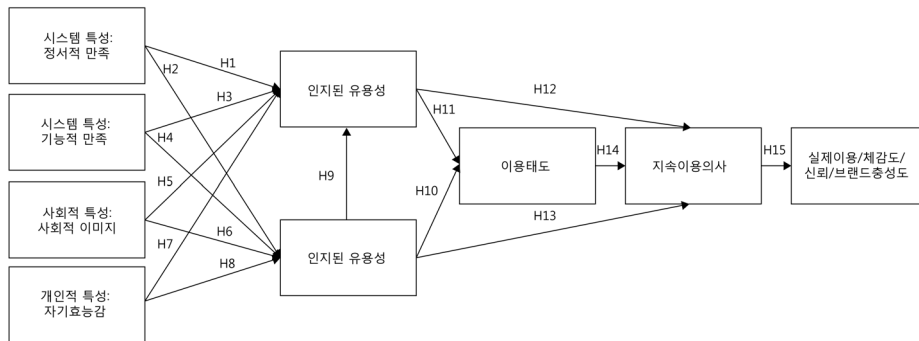 시스템 특성:
정서적 만족
시스템 특성:
기능적 만족
사회적 특성:
사회적 이미지
개인적 특성:
자기효능감
H1
H2
H3
H4
H5
H6
H7
H8
인지된 유용성
H9
인지된 유용성
H12
H11
H10
H13
이용태도
H14
지속이용의사
H15
실제이용/체감도/
신뢰/브랜드충성도